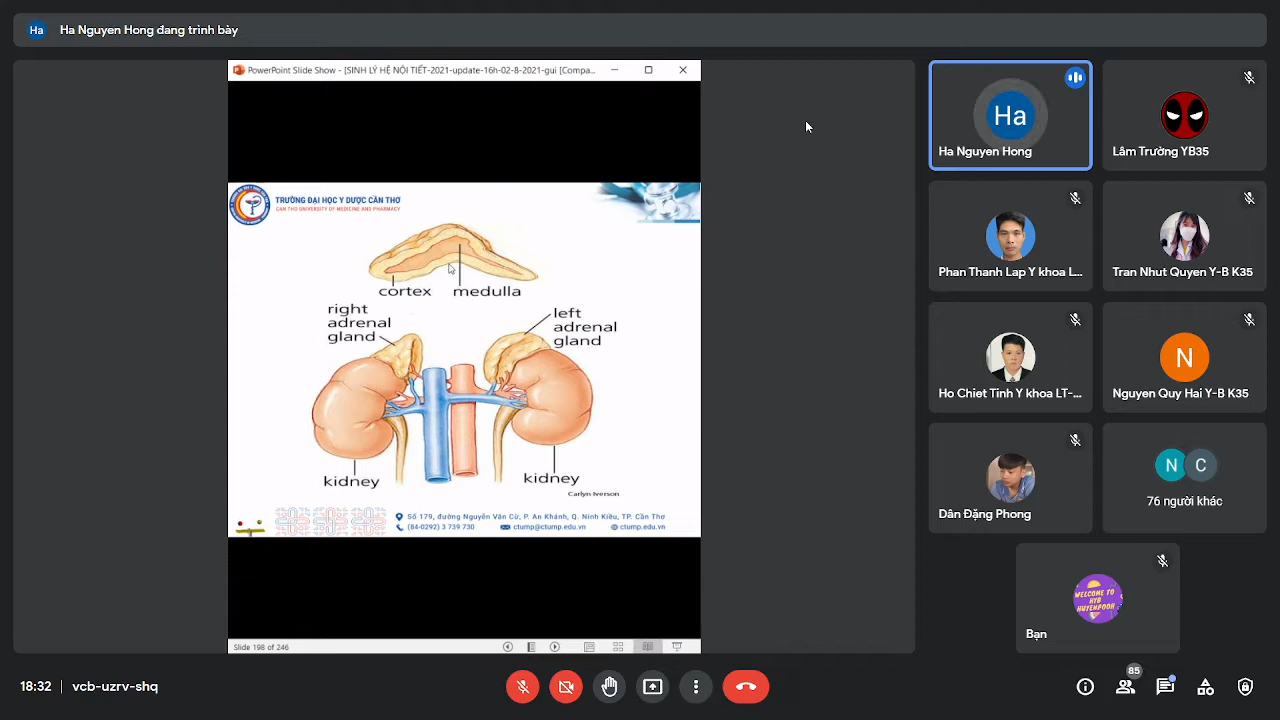 Ha
Ha Nguyen Hong đang trình bày
PowerPoint Slide Show - [SINH LÝ HỆ NỘI TIẾT-2021-update-16h-02-8-2021-gui [Compa...
TRƯỜNG ĐẠI HỌC Y DƯỢC CẦN THƠ
CAN THO UNIVERSITY OF MEDICINE AND PHARMACY
cortex
medulla
right
adrenal
gland
left
adrenal
gland
kidney
kidney
Carlyn Iverson
Số 179, đường Nguyễn Văn Cừ, P. An Khánh, Q. Ninh Kiều, TP. Cần Thơ
(84-0292) 3 739 730
ctump@ctump.edu.vn
ctump.edu.vn
Slide 198 of 246
Ha
Ha Nguyen Hong
Lâm Trường YB35
Phan Thanh Lap Y khoa L...
Tran Nhut Quyen Y-B K35
Ho Chiet Tinh Y khoa LT-...
N
Nguyen Quy Hai Y-B K35
Dân Đặng Phong
N
C
76 người khác
WELCOME TO
HYB
HUYENPOOH
Bạn
18:32
vcb-uzrv-shq
85